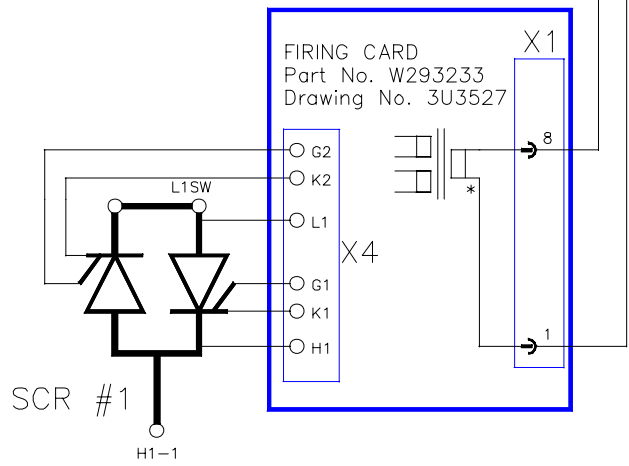 FIRING CARD
Part No. W293233
Drawing No. 3U3527
X1
8
G2
K2
L1SW
*
L1
X4
G1
K1
1
H1
SCR #1
H1-1